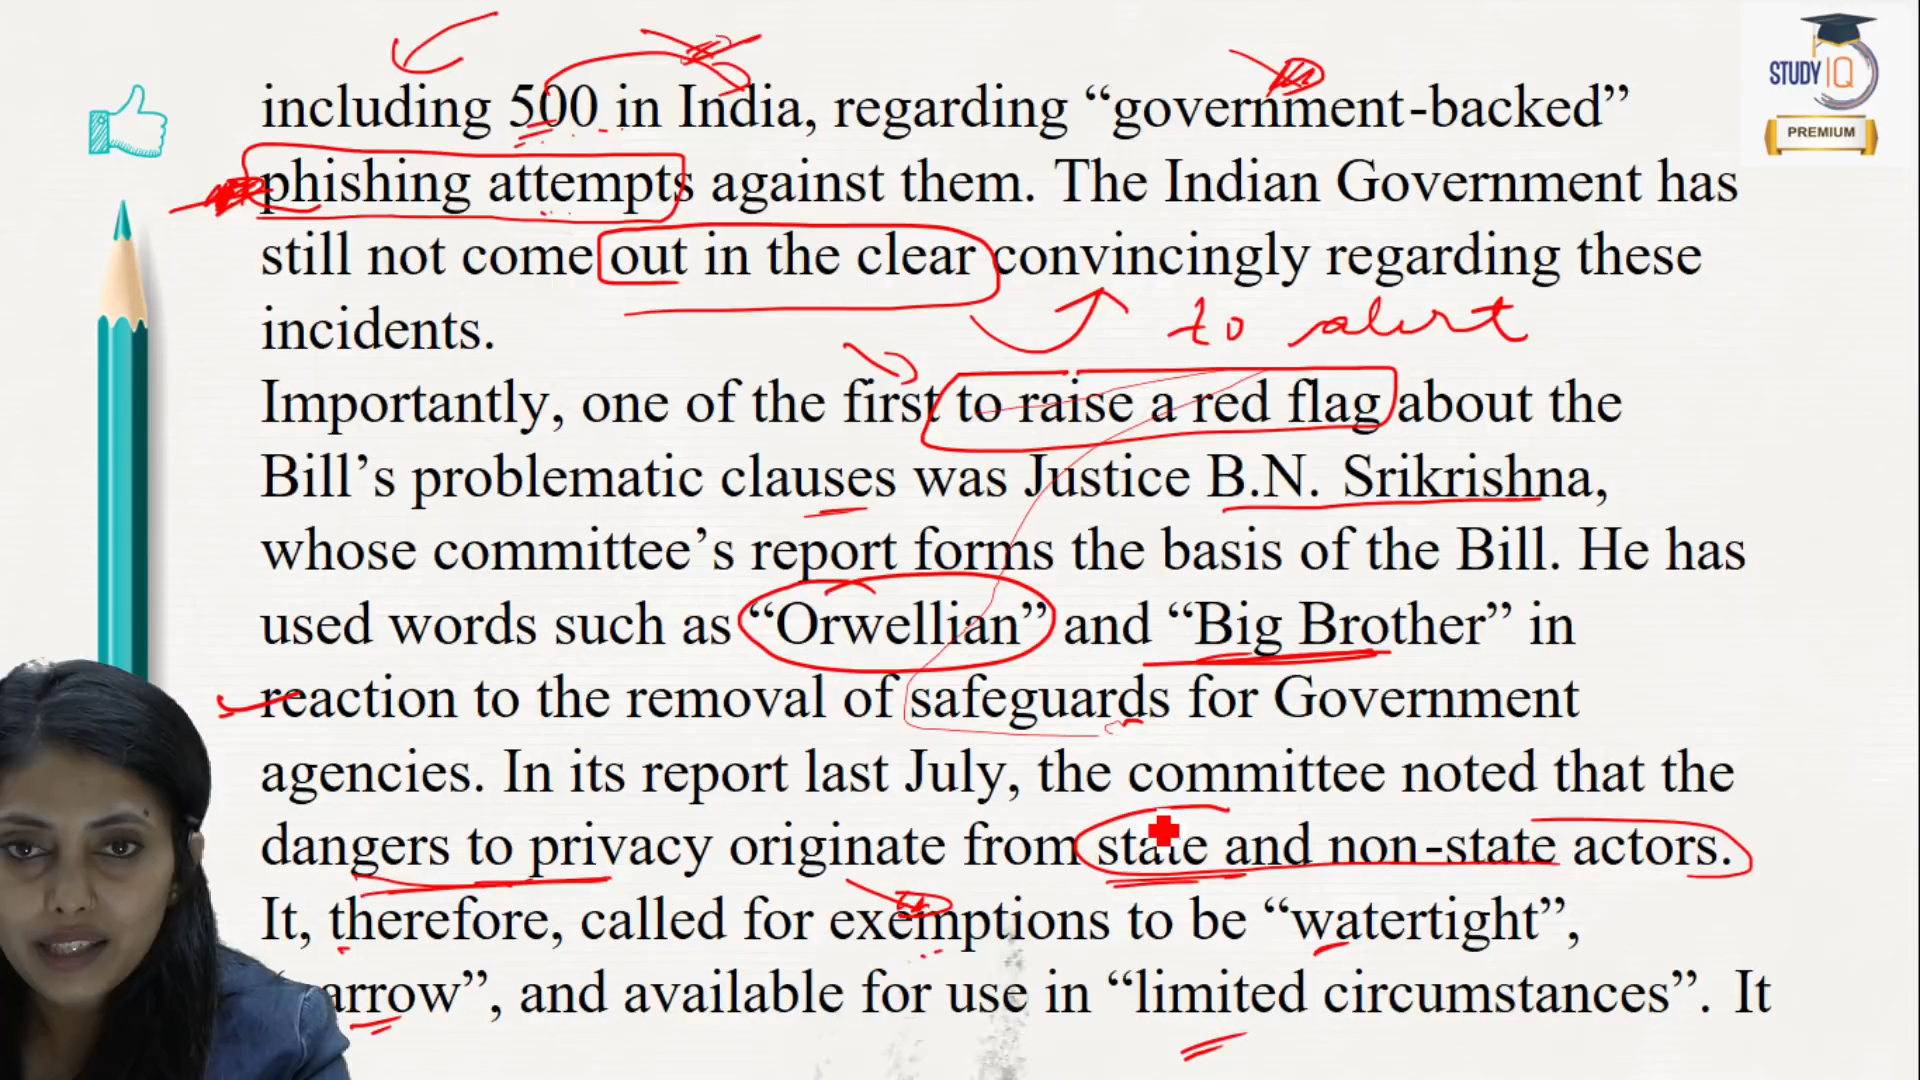 including 500 in India, regarding “government-backed”
phishing attempts against them. The Indian Government has
still not come out in the clear convincingly regarding these
to alert
incidents.
Importantly, one of the first to raise a red flag about the
Bill’s problematic clauses was Justice B.N. Srikrishna,
whose committee’s report forms the basis of the Bill. He has
used words such as “Orwellian” and “Big Brother” in
reaction to the removal of safeguards for Government
agencies. In its report last July, the committee noted that the
dangers to privacy originate from state and non-state actors.
It, therefore, called for exemptions to be “watertight”,
arrow”, and available for use in “limited circumstances”. It
STUDY IQ
PREMIUM